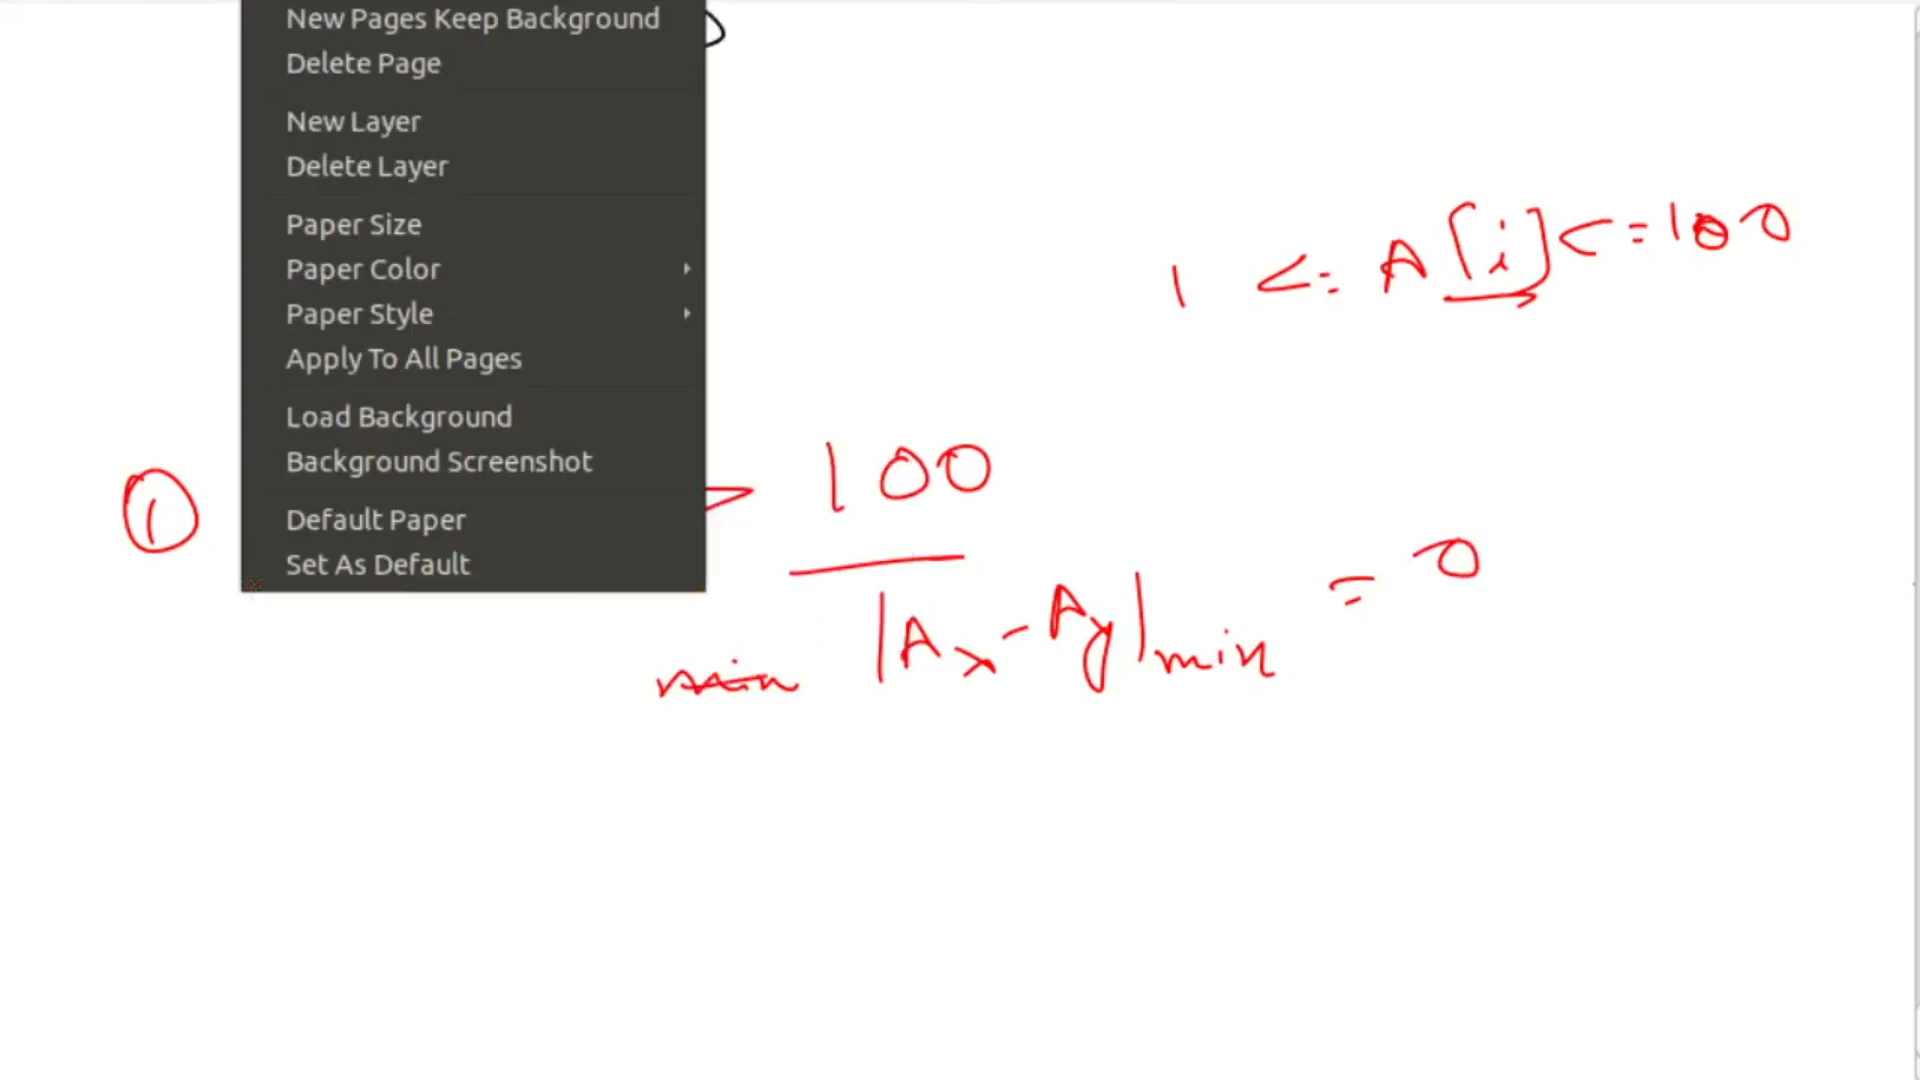 New Pages Keep Background
Delete Page
New Layer
Delete Layer
Paper Size
Paper Color
Paper Style
Apply To All Pages
Load Background
Background Screenshot
Default Paper
Set As Default
1 <= A[i] <= 100
① > 100
min |Ax - Ay|min = 0